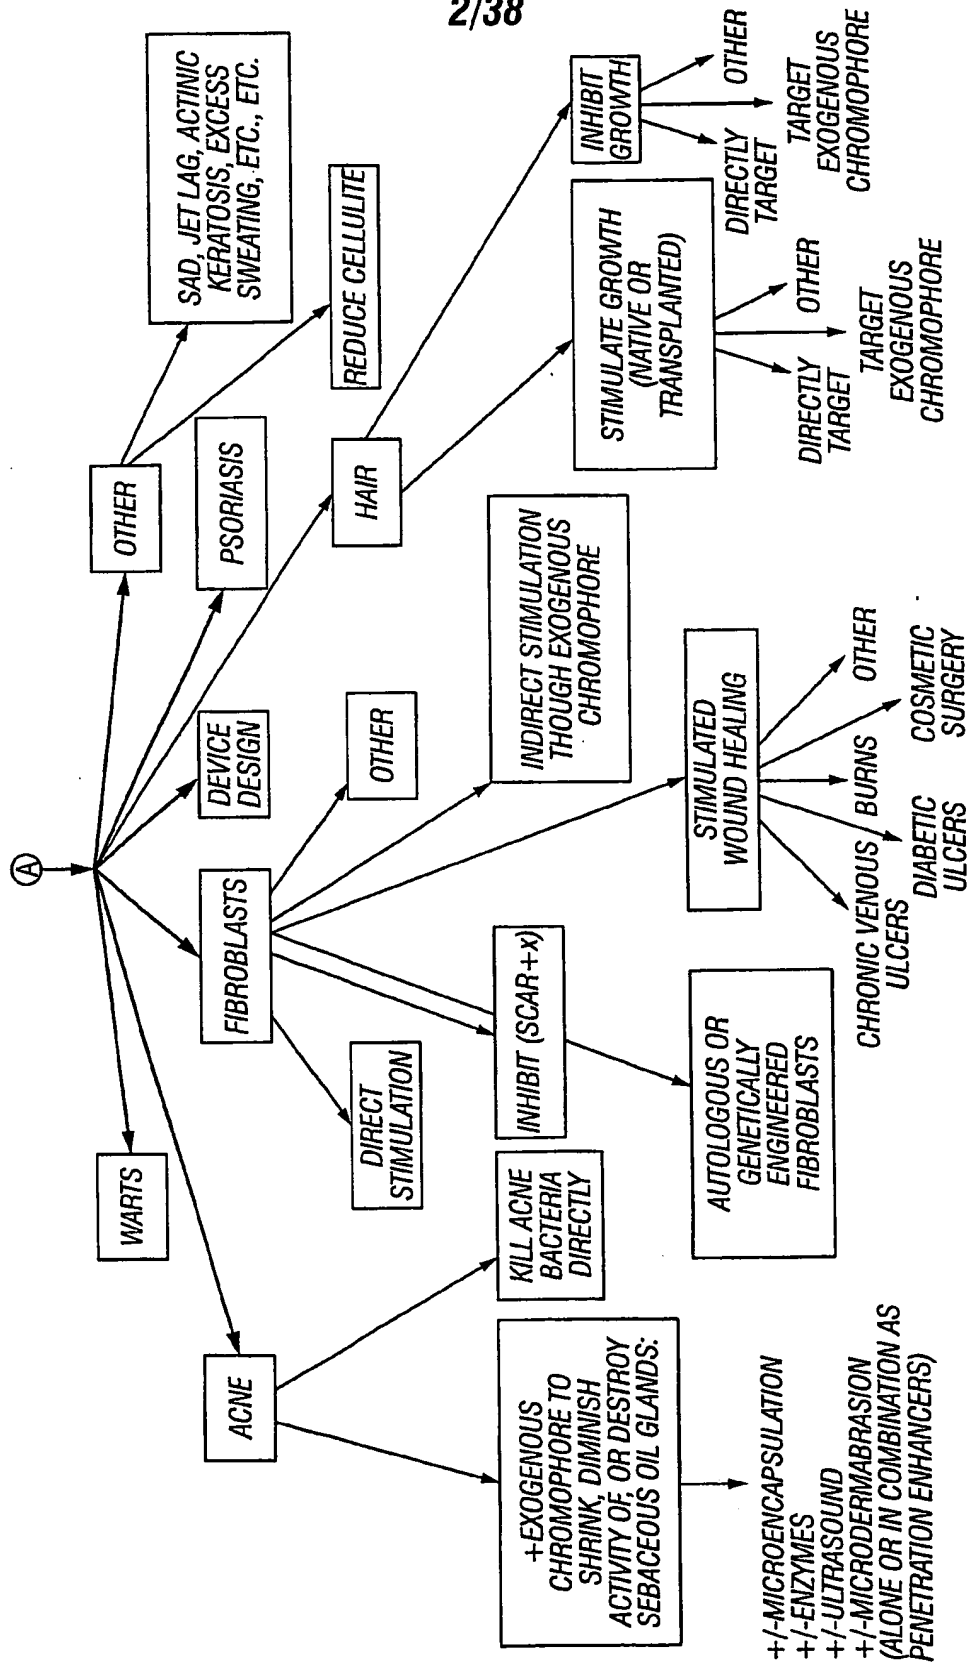 2/38
A
WARTS
ACNE
FIBROBLASTS
DEVICE
DESIGN
PSORIASIS
OTHER
SAD, JET LAG, ACTINIC
KERATOSIS, EXCESS
SWEATING, ETC., ETC.
REDUCE CELLULITE
HAIR
OTHER
DIRECT
STIMULATION
+EXOGENOUS
CHROMOPHORE TO
SHRINK, DIMINISH
ACTIVITY OF, OR DESTROY
SEBACEOUS OIL GLANDS:
KILL ACNE
BACTERIA
DIRECTLY
INHIBIT (SCAR+x)
INDIRECT STIMULATION
THOUGH EXOGENOUS
CHROMOPHORE
STIMULATE GROWTH
(NATIVE OR
TRANSPLANTED)
INHIBIT
GROWTH
DIRECTLY
TARGET
TARGET
EXOGENOUS
CHROMOPHORE
OTHER
DIRECTLY
TARGET
TARGET
EXOGENOUS
CHROMOPHORE
OTHER
+/-MICROENCAPSULATION
+/-ENZYMES
+/-ULTRASOUND
+/-MICRODERMABRASION
(ALONE OR IN COMBINATION AS
PENETRATION ENHANCERS)
AUTOLOGOUS OR
GENETICALLY
ENGINEERED
FIBROBLASTS
STIMULATED
WOUND HEALING
CHRONIC VENOUS
ULCERS
DIABETIC
ULCERS
BURNS
COSMETIC
SURGERY
OTHER